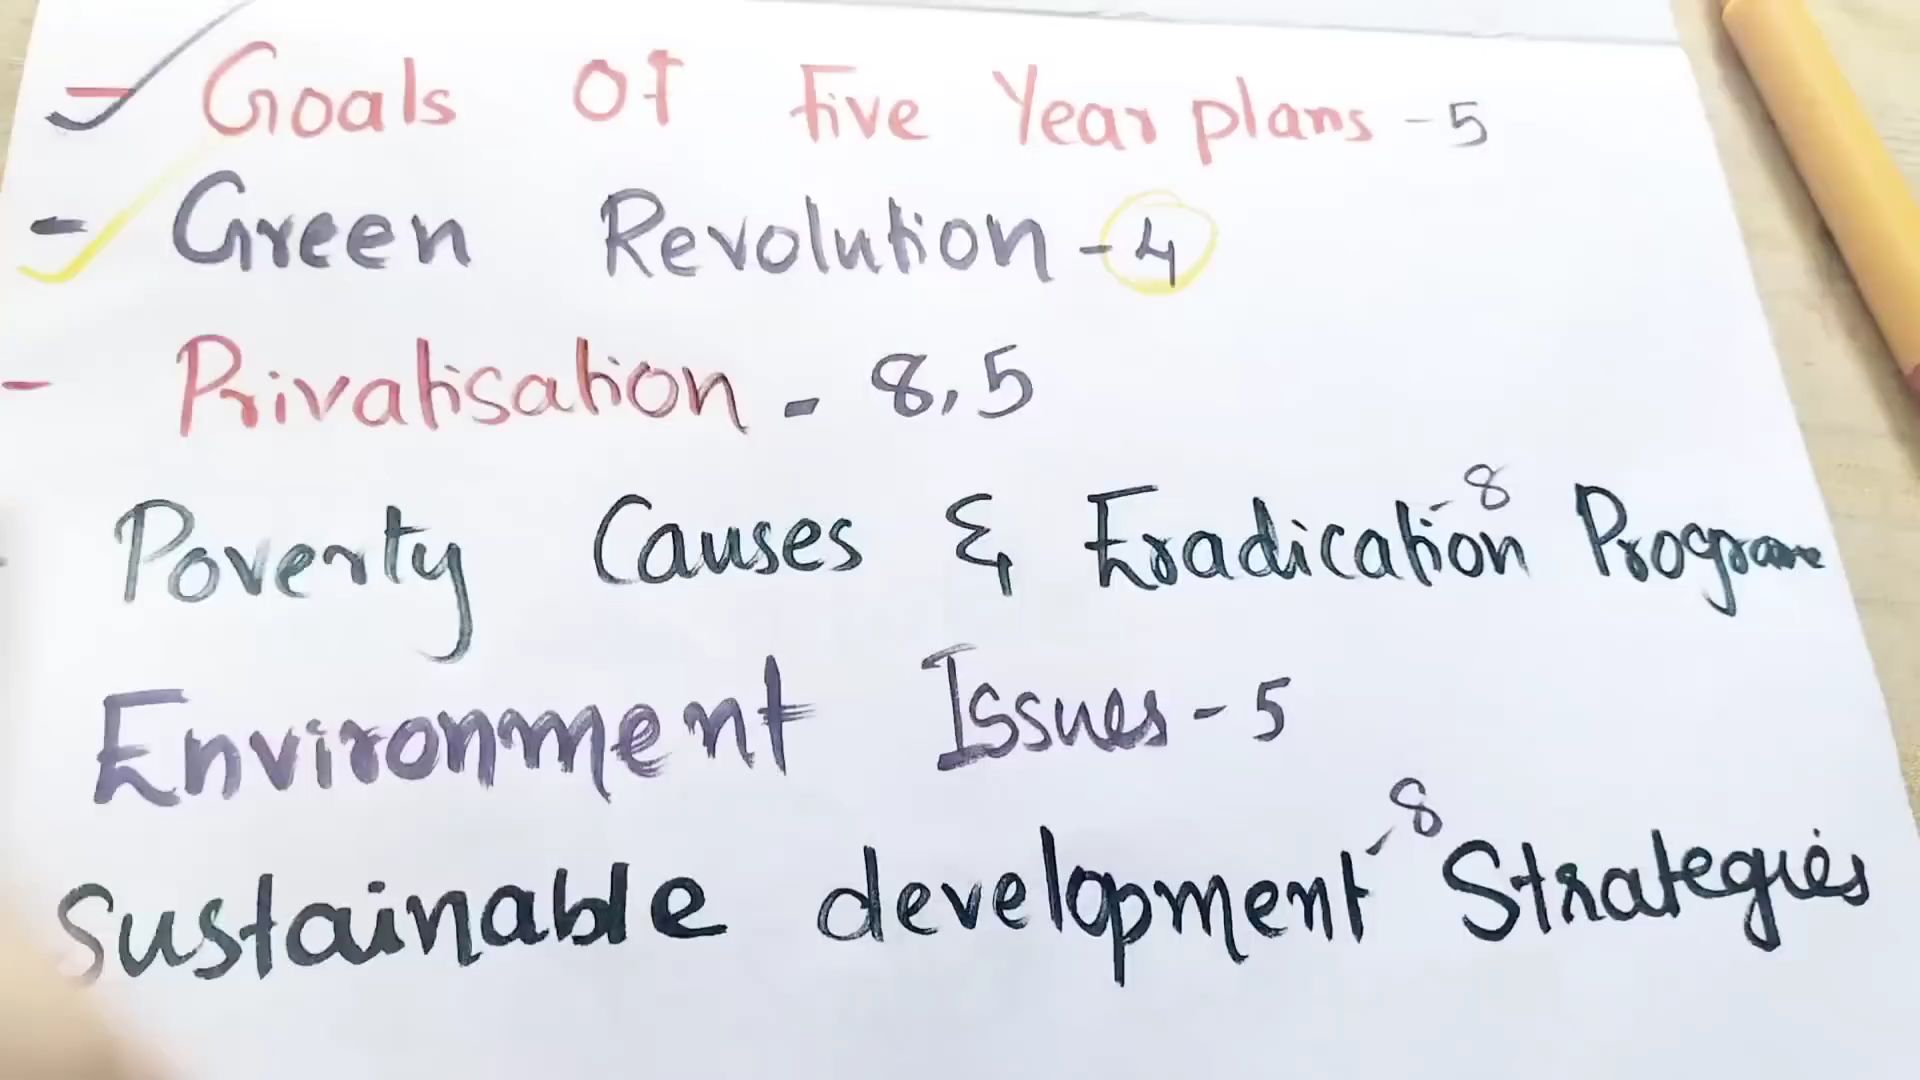 - Goals Of Five Year plans - 5
- Green Revolution - 4
- Privatisation - 8,5
Poverty Causes & Eradication - 8 Programe
Environment Issues - 5
Sustainable development - 8 Strategies